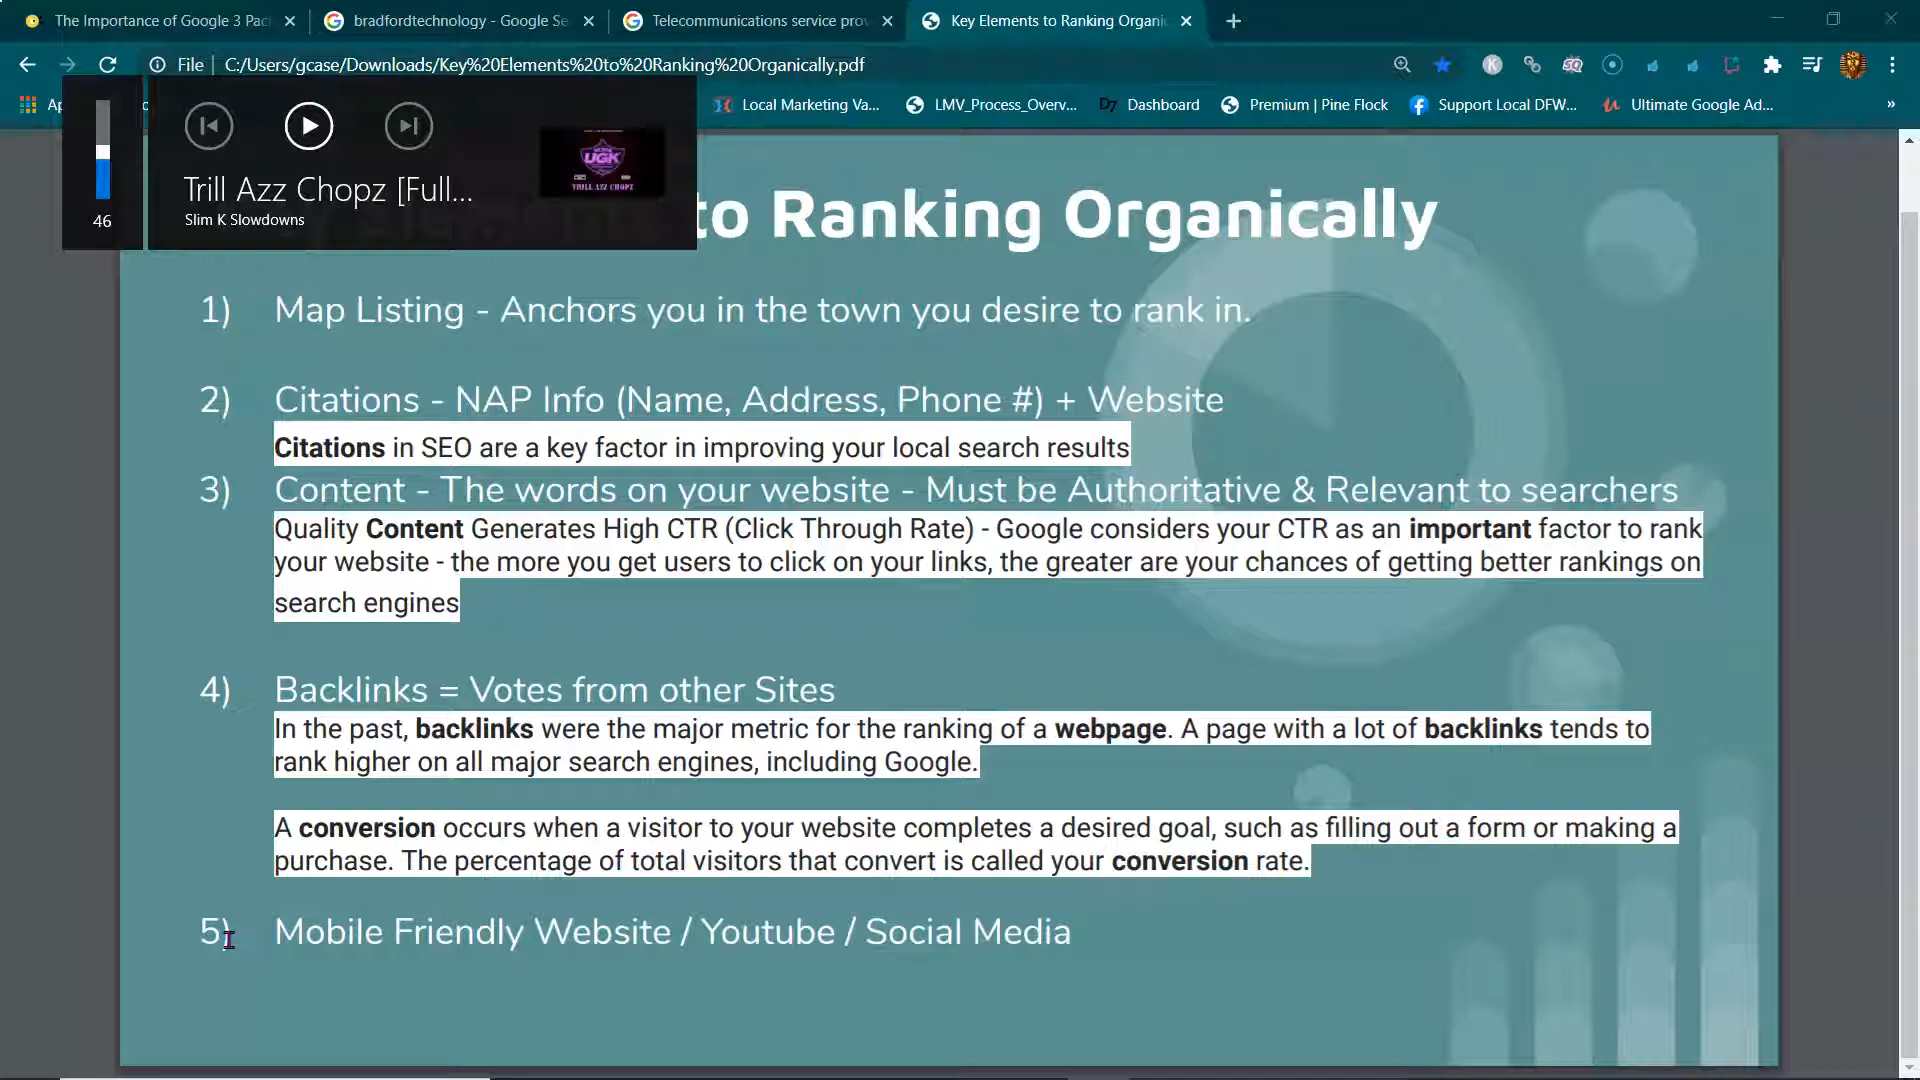 The Importance of Google 3 Pac
bradfordtechnology - Google Se
Telecommunications service prov
Key Elements to Ranking Organic
File
C:/Users/gcase/Downloads/Key%20Elements%20to%20Ranking%20Organically.pdf
Ap
Local Marketing Va...
LMV_Process_Overv...
D7 Dashboard
Premium | Pine Flock
Support Local DFW...
Ultimate Google Ad...
»
UGK
TRILL AZZ CHOPZ
Trill Azz Chopz [Full...
Slim K Slowdowns
46
to Ranking Organically
1) Map Listing - Anchors you in the town you desire to rank in.
2) Citations - NAP Info (Name, Address, Phone #) + Website
Citations in SEO are a key factor in improving your local search results
3) Content - The words on your website - Must be Authoritative & Relevant to searchers
Quality Content Generates High CTR (Click Through Rate) - Google considers your CTR as an important factor to rank
your website - the more you get users to click on your links, the greater are your chances of getting better rankings on
search engines
4) Backlinks = Votes from other Sites
In the past, backlinks were the major metric for the ranking of a webpage. A page with a lot of backlinks tends to
rank higher on all major search engines, including Google.
A conversion occurs when a visitor to your website completes a desired goal, such as filling out a form or making a
purchase. The percentage of total visitors that convert is called your conversion rate.
5) Mobile Friendly Website / Youtube / Social Media